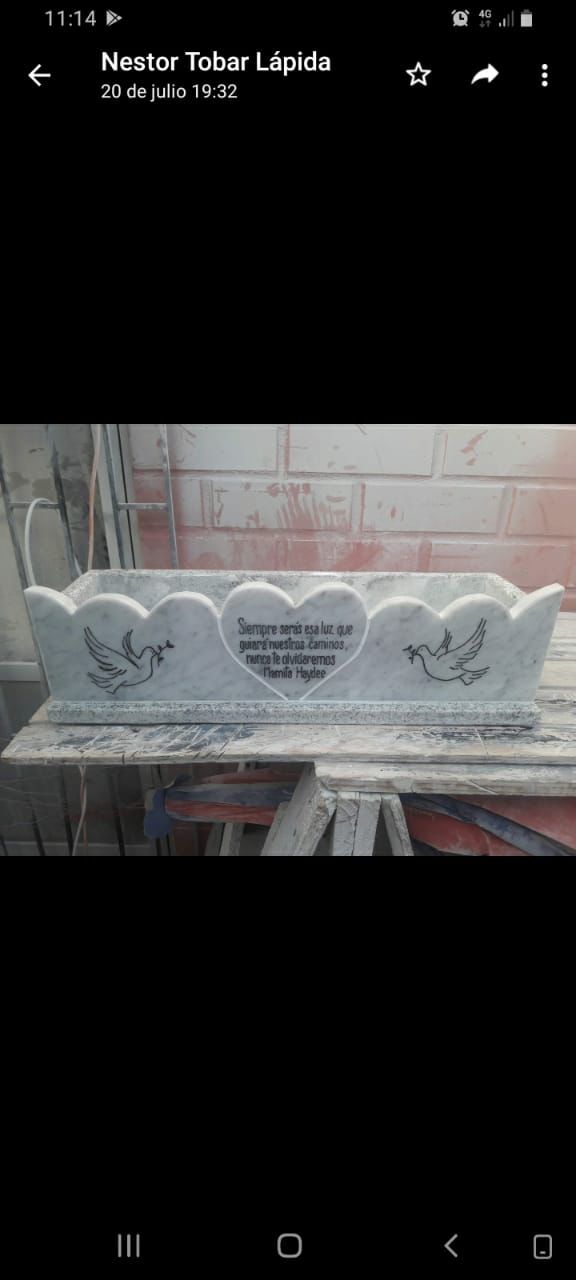 11:14
4G
Nestor Tobar Lápida
20 de julio 19:32
Siempre serás esa luz que
guiará nuestros caminos,
nunca te olvidaremos
Mamita Haydee